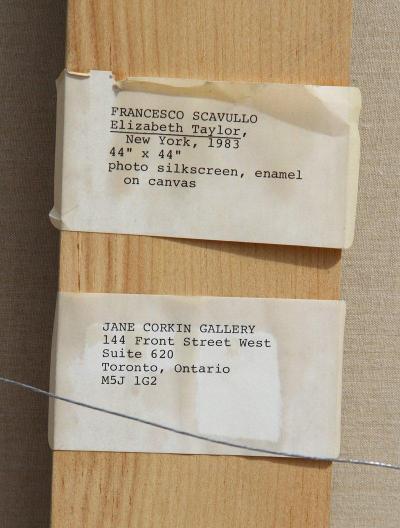 FRANCESCO SCAVULLO
Elizabeth Taylor,
New York, 1983
44" x 44"
photo silkscreen, enamel
on canvas
JANE CORKIN GALLERY
144 Front Street West
Suite 620
Toronto, Ontario
M5J 1G2